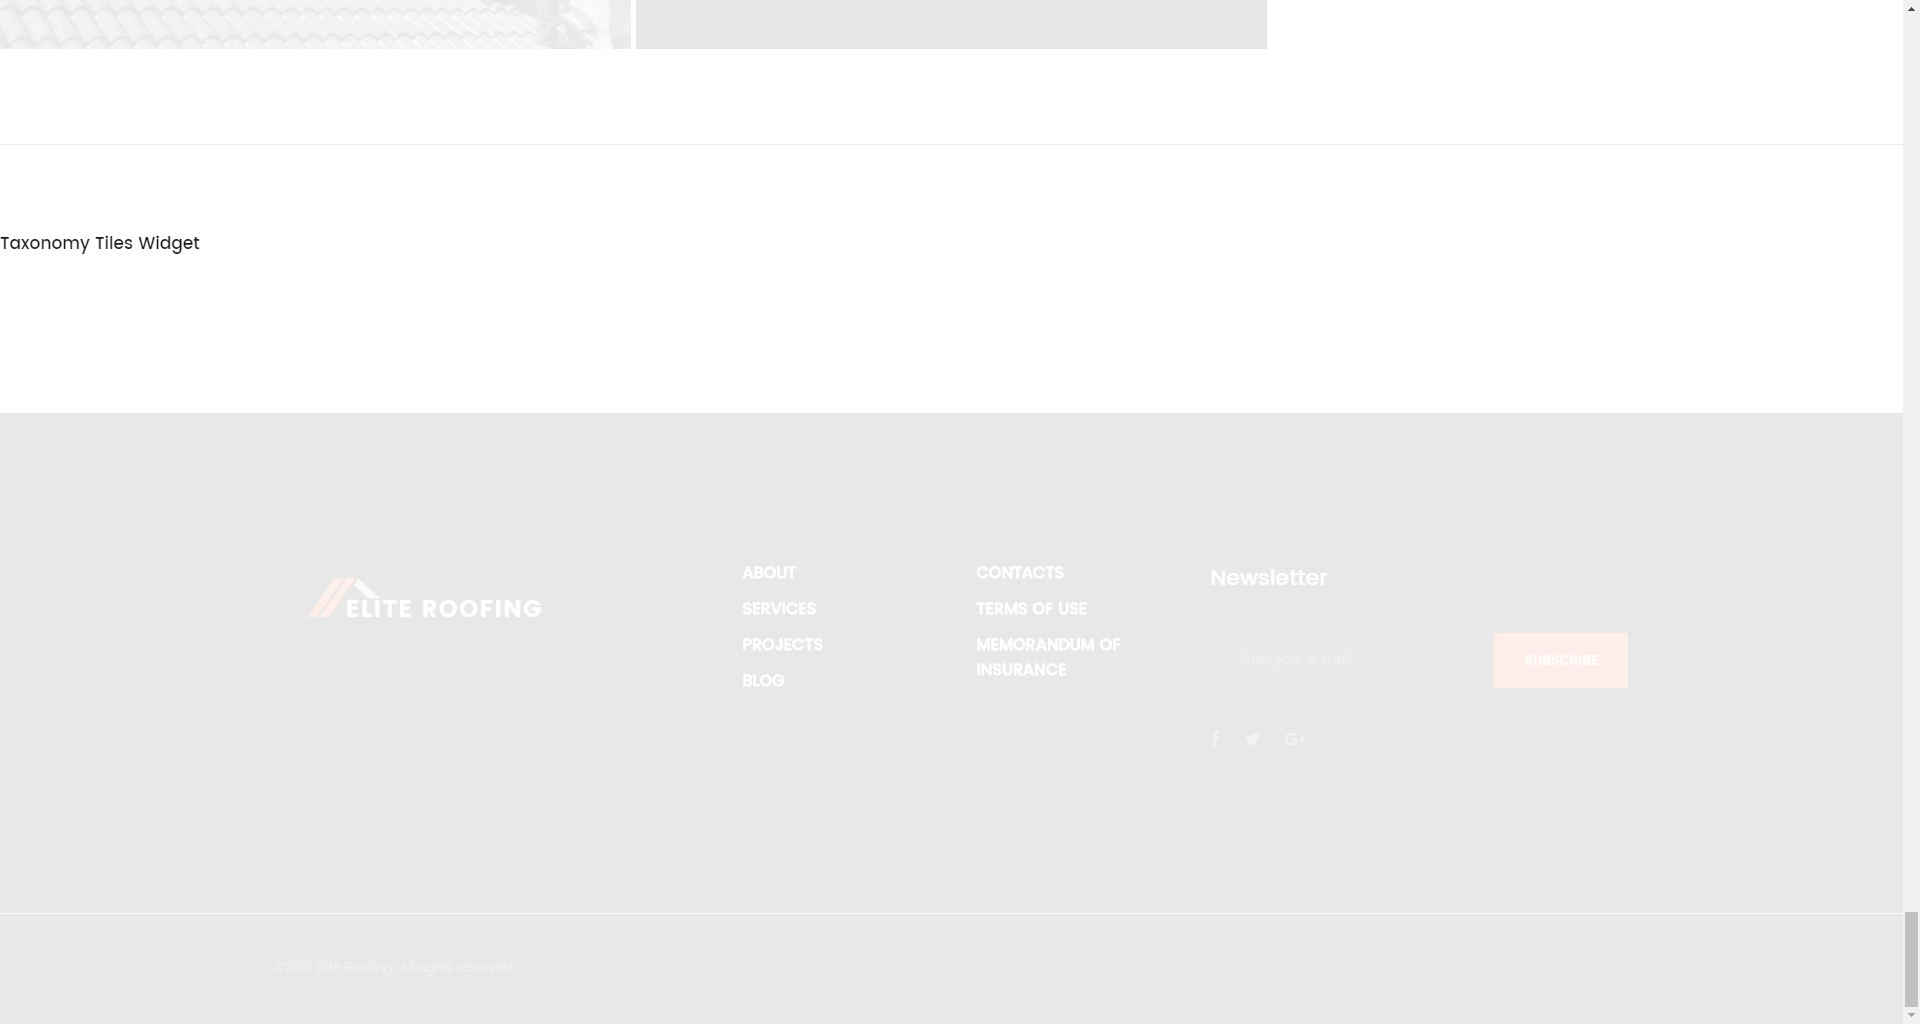 Taxonomy Tiles Widget
ELITE ROOFING
ABOUT
SERVICES
PROJECTS
BLOG
CONTACTS
TERMS OF USE
MEMORANDUM OF
INSURANCE
Newsletter
Enter your e-mail
SUBSCRIBE
©2016 Elite Roofing. All rights reserved.